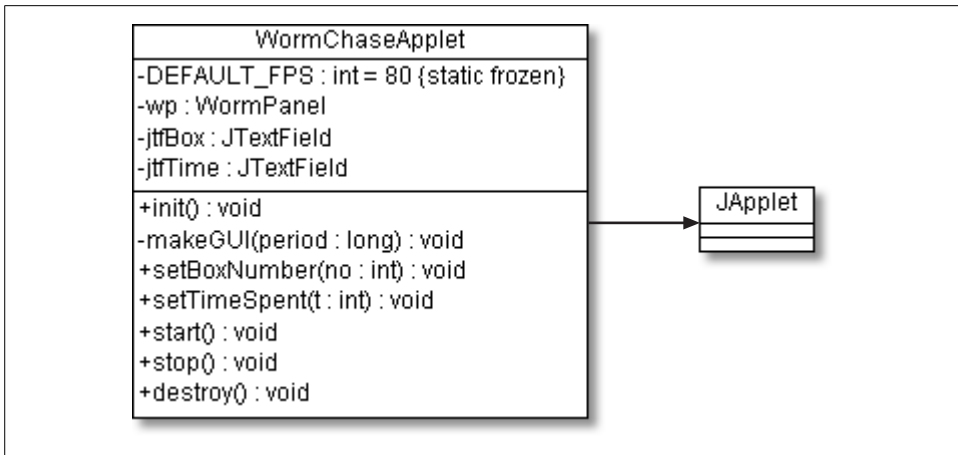 WormChaseApplet
-DEFAULT_FPS : int = 80 {static frozen}
-wp : WormPanel
-jtfBox : JTextField
-jtfTime : JTextField
+init() : void
-makeGUI(period : long) : void
+setBoxNumber(no : int) : void
+setTimeSpent(t : int) : void
+start() : void
+stop() : void
+destroy() : void
JApplet